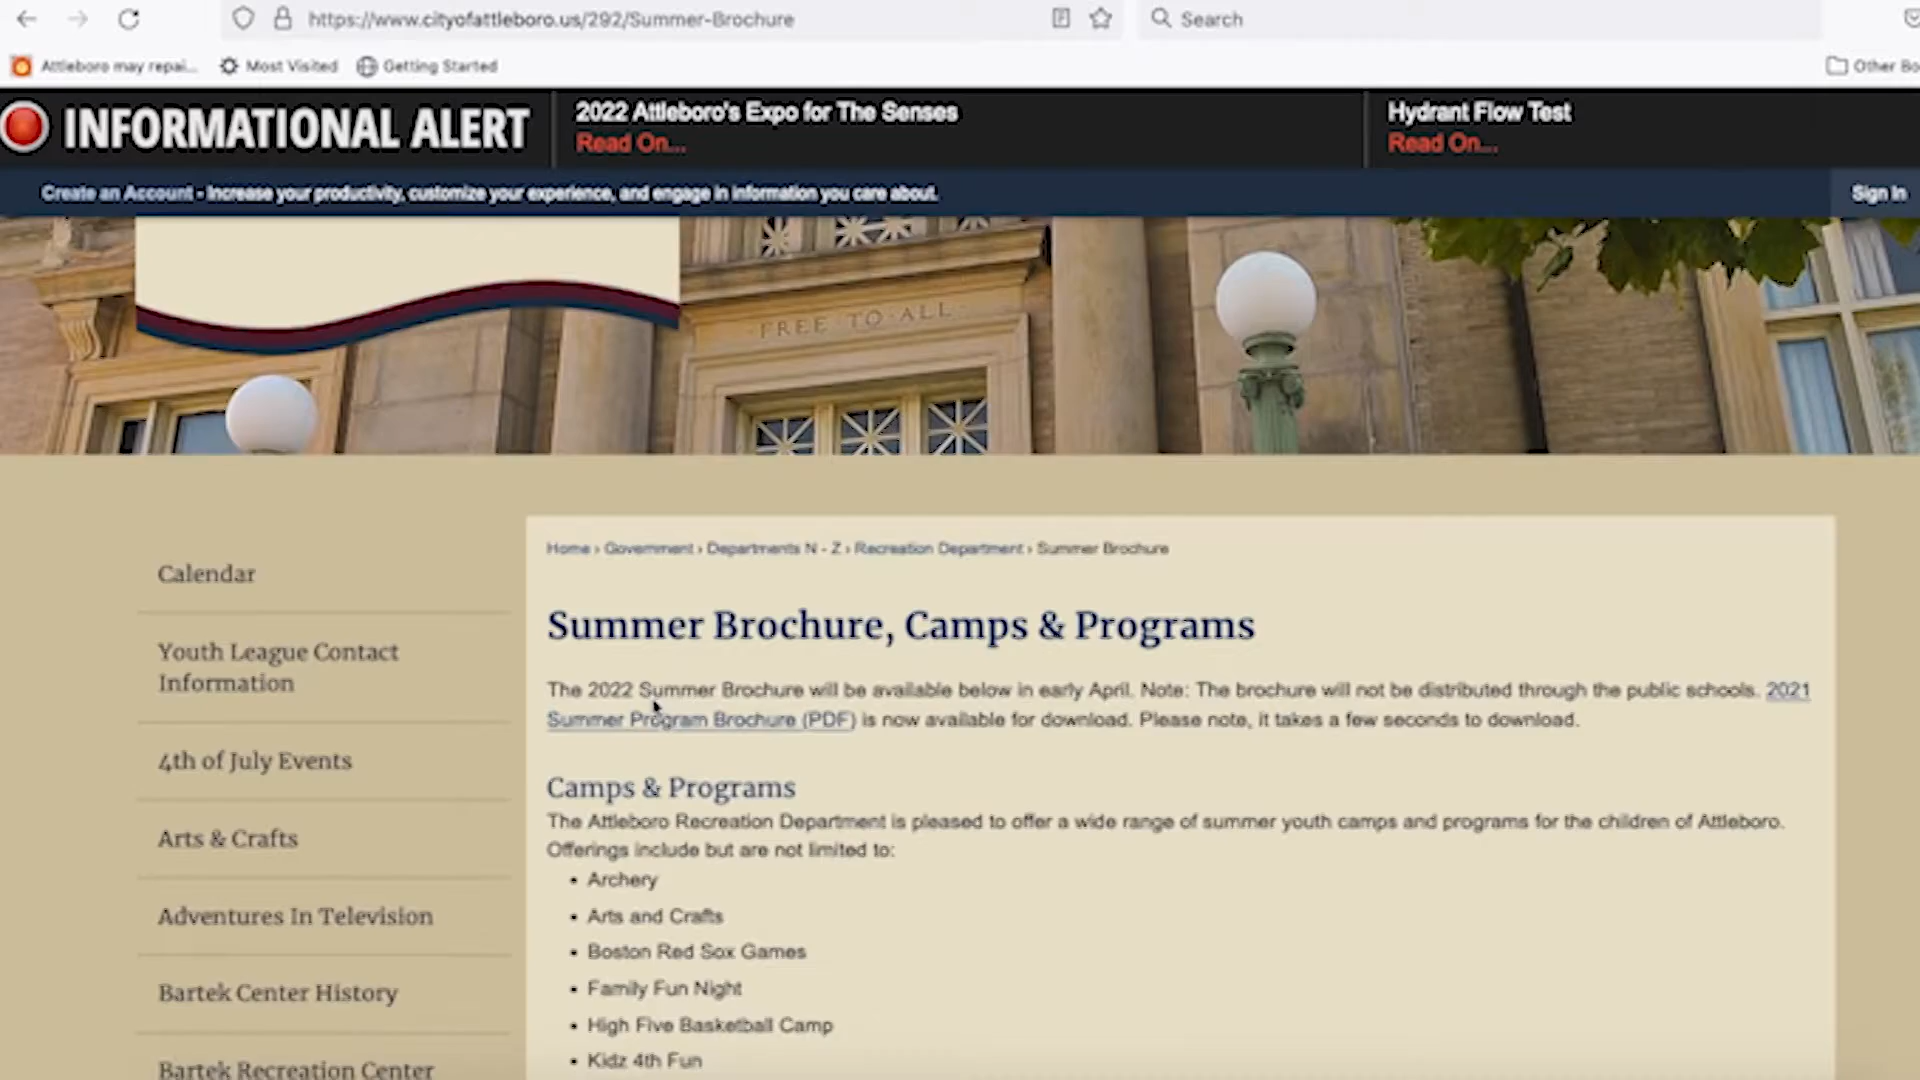 https://www.cityofattleboro.us/292/Summer-Brochure
Search
Attleboro may repai...
Most Visited
Getting Started
Other Bo
INFORMATIONAL ALERT
2022 Attleboro's Expo for The Senses
Read On...
Hydrant Flow Test
Read On...
Create an Account - Increase your productivity, customize your experience, and engage in information you care about.
Sign In
FREE TO ALL
Calendar
Youth League Contact
Information
4th of July Events
Arts & Crafts
Adventures In Television
Bartek Center History
Bartek Recreation Center
Home › Government › Departments N - Z › Recreation Department › Summer Brochure
Summer Brochure, Camps & Programs
The 2022 Summer Brochure will be available below in early April. Note: The brochure will not be distributed through the public schools. 2021
Summer Program Brochure (PDF) is now available for download. Please note, it takes a few seconds to download.
Camps & Programs
The Attleboro Recreation Department is pleased to offer a wide range of summer youth camps and programs for the children of Attleboro.
Offerings include but are not limited to:
• Archery
• Arts and Crafts
• Boston Red Sox Games
• Family Fun Night
• High Five Basketball Camp
• Kidz 4th Fun